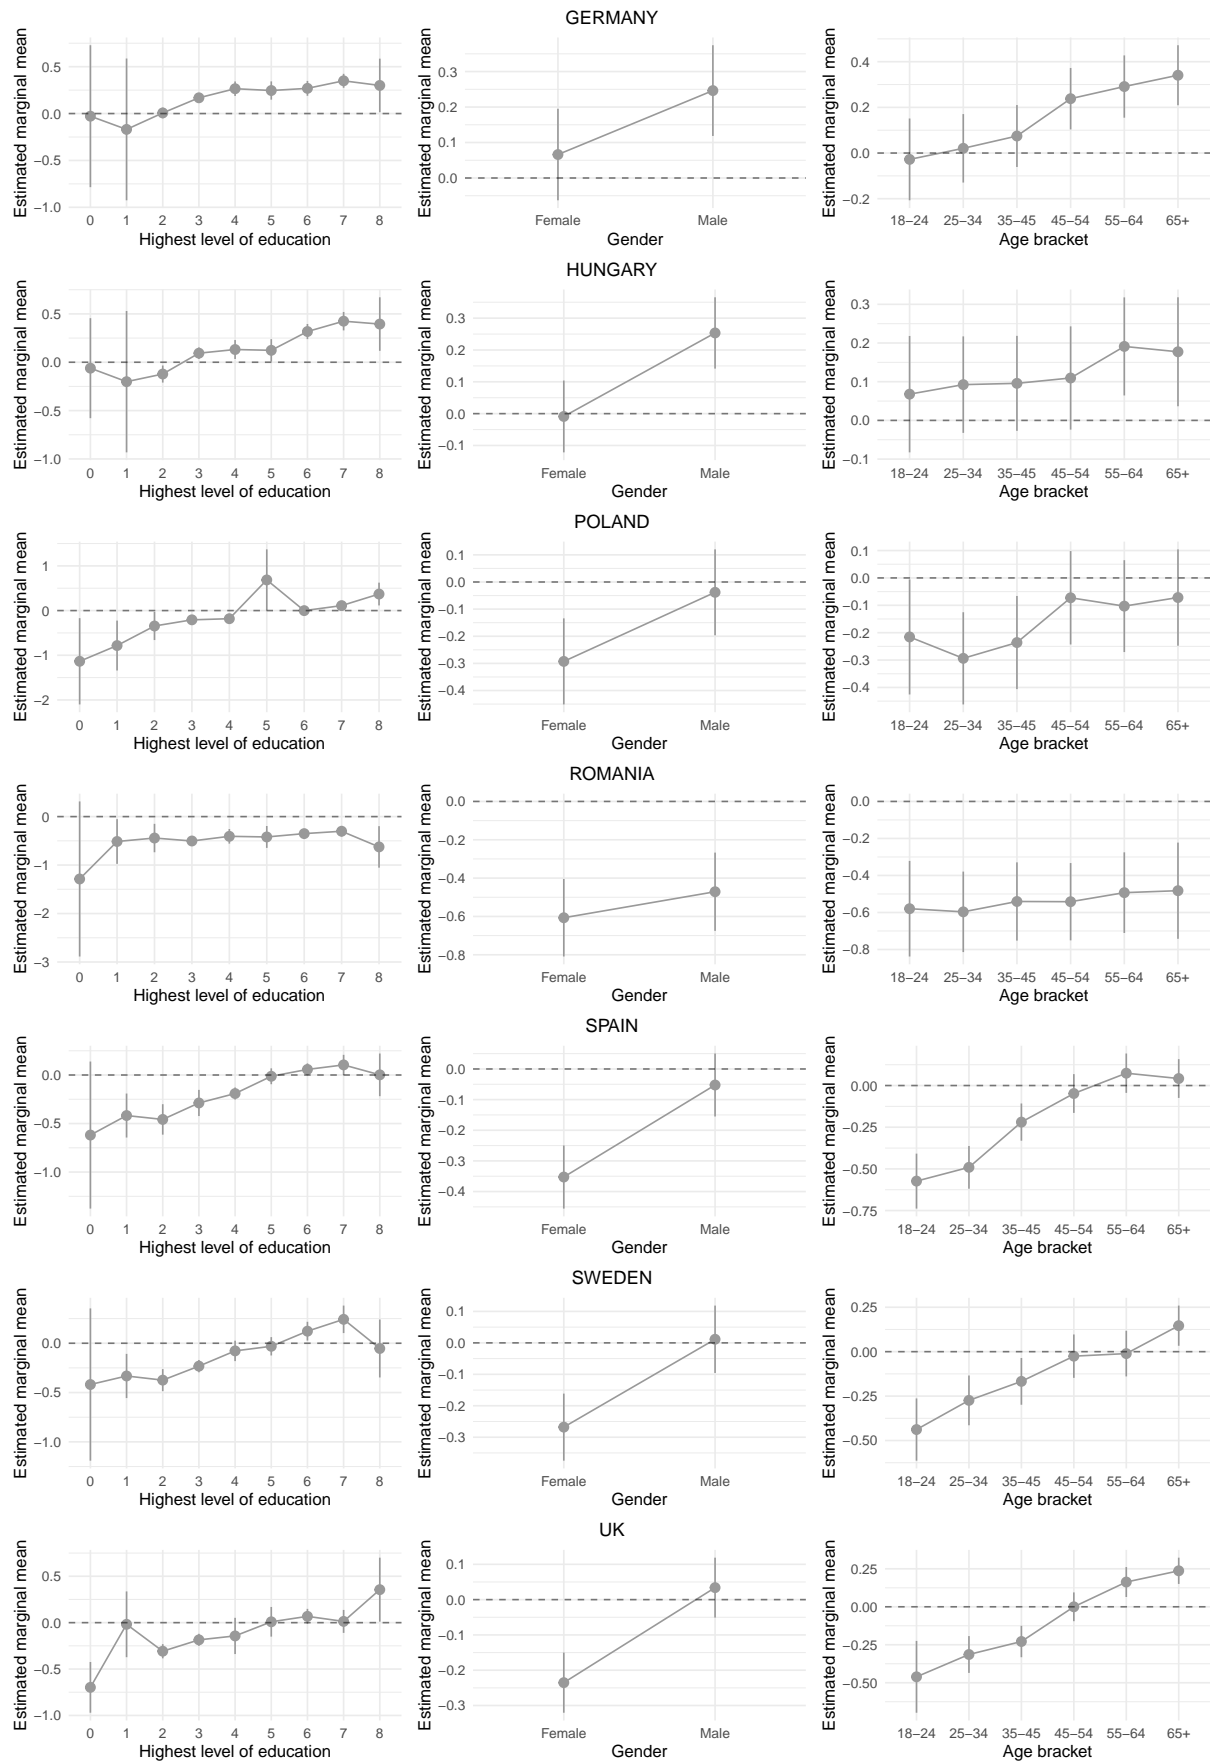 GERMANY
Estimated marginal mean
0.5
0.0
−0.5
−1.0
0 1 2 3 4 5 6 7 8
Highest level of education
Estimated marginal mean
0.3
0.2
0.1
0.0
Female Male
Gender
Estimated marginal mean
0.4
0.2
0.0
−0.2
18−24 25−34 35−45 45−54 55−64 65+
Age bracket
HUNGARY
Estimated marginal mean
0.5
0.0
−0.5
−1.0
0 1 2 3 4 5 6 7 8
Highest level of education
Estimated marginal mean
0.3
0.2
0.1
0.0
−0.1
Female Male
Gender
Estimated marginal mean
0.3
0.2
0.1
0.0
−0.1
18−24 25−34 35−45 45−54 55−64 65+
Age bracket
POLAND
Estimated marginal mean
1
0
−1
−2
0 1 2 3 4 5 6 7 8
Highest level of education
Estimated marginal mean
0.1
0.0
−0.1
−0.2
−0.3
−0.4
Female Male
Gender
Estimated marginal mean
0.1
0.0
−0.1
−0.2
−0.3
−0.4
18−24 25−34 35−45 45−54 55−64 65+
Age bracket
ROMANIA
Estimated marginal mean
0
−1
−2
−3
0 1 2 3 4 5 6 7 8
Highest level of education
Estimated marginal mean
0.0
−0.2
−0.4
−0.6
−0.8
Female Male
Gender
Estimated marginal mean
0.0
−0.2
−0.4
−0.6
−0.8
18−24 25−34 35−45 45−54 55−64 65+
Age bracket
SPAIN
Estimated marginal mean
0.0
−0.5
−1.0
0 1 2 3 4 5 6 7 8
Highest level of education
Estimated marginal mean
0.0
−0.1
−0.2
−0.3
−0.4
Female Male
Gender
Estimated marginal mean
0.00
−0.25
−0.50
−0.75
18−24 25−34 35−45 45−54 55−64 65+
Age bracket
SWEDEN
Estimated marginal mean
0.0
−0.5
−1.0
0 1 2 3 4 5 6 7 8
Highest level of education
Estimated marginal mean
0.1
0.0
−0.1
−0.2
−0.3
Female Male
Gender
Estimated marginal mean
0.25
0.00
−0.25
−0.50
18−24 25−34 35−45 45−54 55−64 65+
Age bracket
UK
Estimated marginal mean
0.5
0.0
−0.5
−1.0
0 1 2 3 4 5 6 7 8
Highest level of education
Estimated marginal mean
0.1
0.0
−0.1
−0.2
−0.3
Female Male
Gender
Estimated marginal mean
0.25
0.00
−0.25
−0.50
18−24 25−34 35−45 45−54 55−64 65+
Age bracket